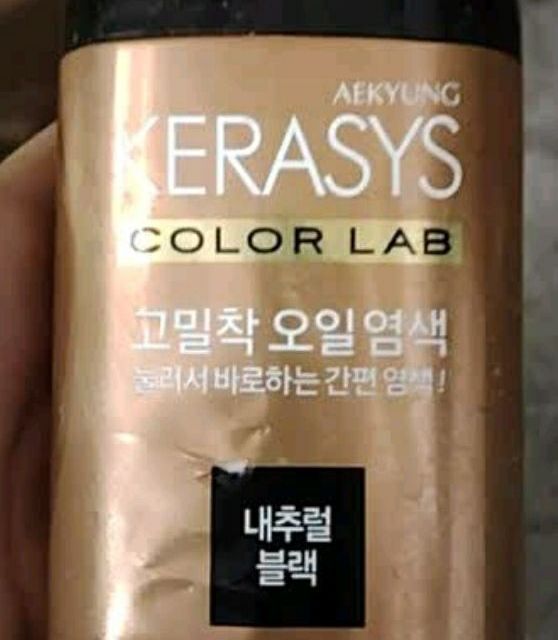 AEKYUNG
KERASYS
COLOR LAB
고밀착 오일 염색
눌러서 바로하는 간편 염색!
내추럴
블랙